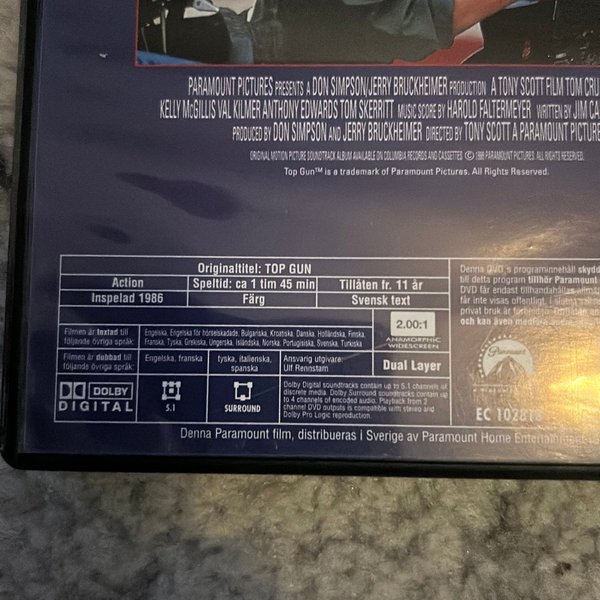 PARAMOUNT PICTURES PRESENTS A DON SIMPSON/JERRY BRUCKHEIMER PRODUCTION A TONY SCOTT FILM TOM CRU
KELLY McGILLIS VAL KILMER ANTHONY EDWARDS TOM SKERRITT MUSIC SCORE BY HAROLD FALTERMEYER WRITTEN BY JIM CA
PRODUCED BY DON SIMPSON AND JERRY BRUCKHEIMER DIRECTED BY TONY SCOTT A PARAMOUNT PICTURE
ORIGINAL MOTION PICTURE SOUNDTRACK ALBUM AVAILABLE ON COLUMBIA RECORDS AND CASSETTES © PARAMOUNT PICTURES. ALL RIGHTS RESERVED.
Top Gun™ is a trademark of Paramount Pictures. All Rights Reserved.
Originaltitel: TOP GUN
Action Speltid: ca 1 tim 45 min Tillåten fr. 11 år
Inspelad 1986 Färg Svensk text
Filmen är textad till följande övriga språk:
Engelska, Engelska för hörselskadade, Bulgariska, Kroatiska, Danska, Holländska, Finska,
Franska, Tyska, Grekiska, Ungerska, Isländska, Norska, Portugisiska, Svenska, Turkiska
2.00:1
ANAMORPHIC
WIDESCREEN
Filmen är dubbad till följande övriga språk:
Engelska, franska
tyska, italienska,
spanska
Ansvarig utgivare:
Ulf Rennstam
Dual Layer
DOLBY
DIGITAL
5.1
SURROUND
Dolby Digital soundtracks contain up to 5.1 channels of
discrete media. Dolby Surround soundtracks contain up
to 4 channels of encoded audio. Playback from 2
channel DVD outputs is compatible with stereo and
Dolby Pro Logic reproduction.
Denna DVD's programinnehåll skydd
till detta program tillhör Paramount
DVD får endast tillhandahållas
får inte visas offentligt,
privat bruk är förbjudet.
och kan även medföra
Paramount
EC 102818
Denna Paramount film, distribueras i Sverige av Paramount Home Entertainment